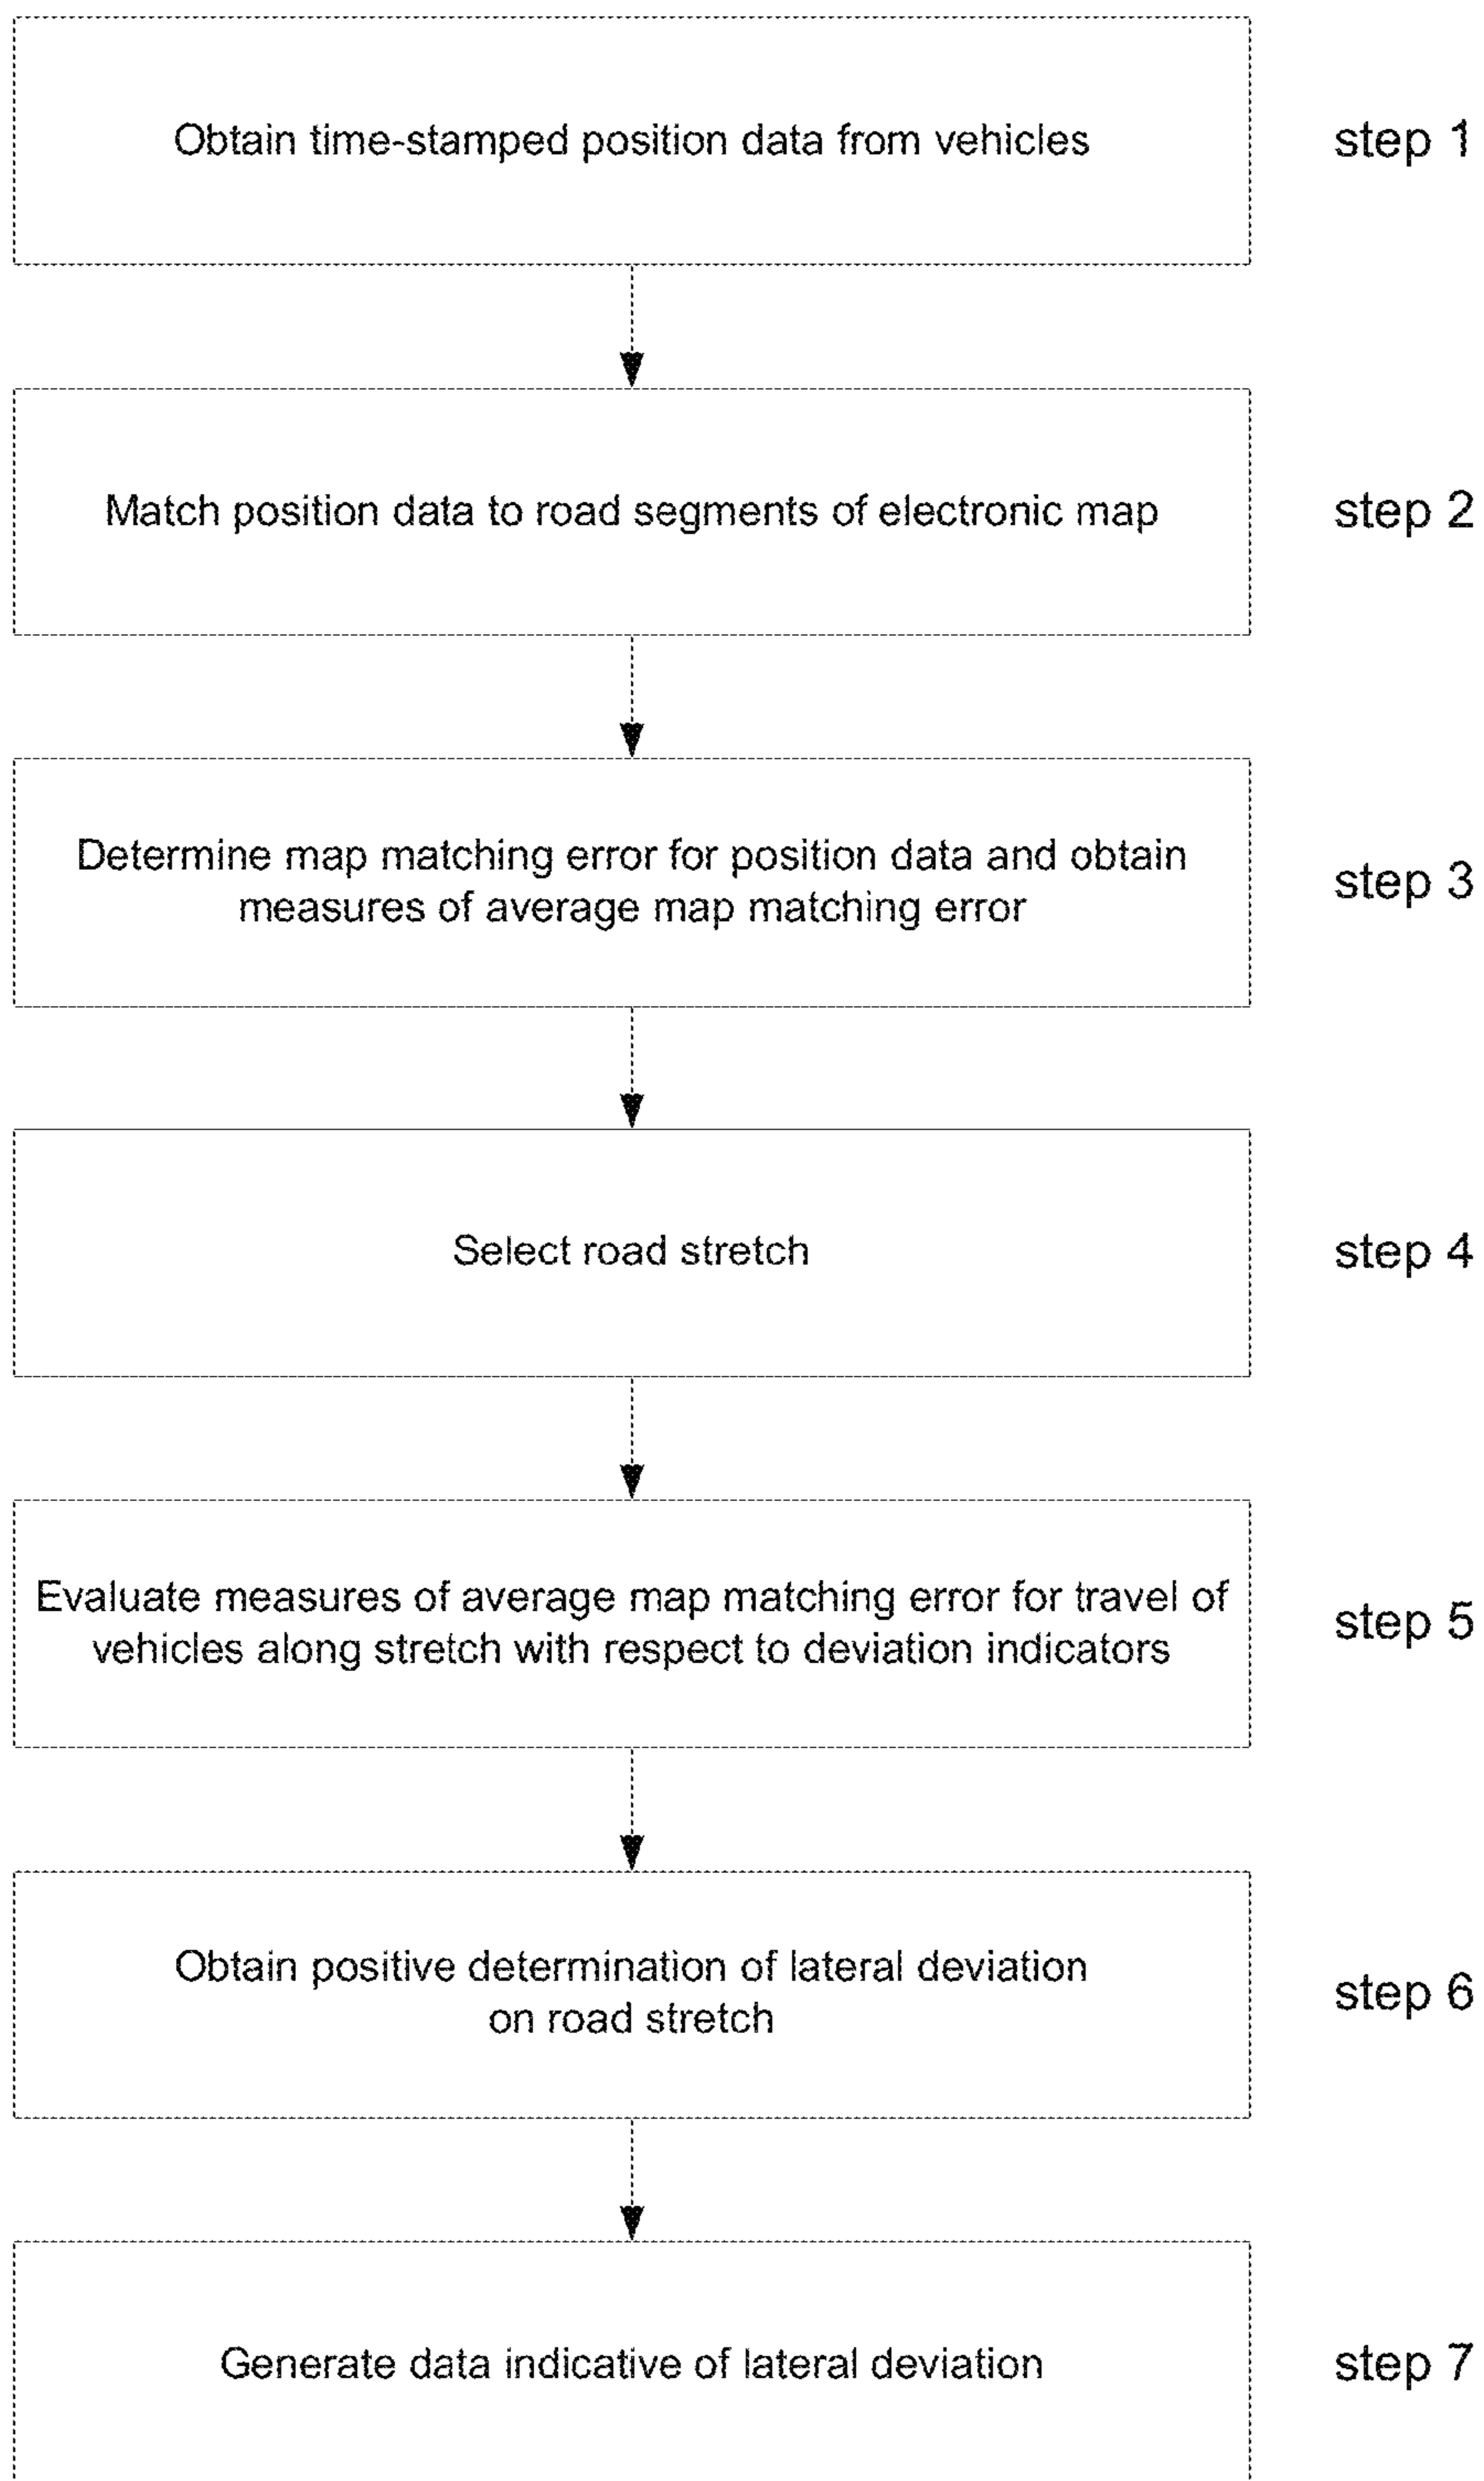 Obtain time-stamped position data from vehicles
step 1
Match position data to road segments of electronic map
step 2
Determine map matching error for position data and obtain
measures of average map matching error
step 3
Select road stretch
step 4
Evaluate measures of average map matching error for travel of
vehicles along stretch with respect to deviation indicators
step 5
Obtain positive determination of lateral deviation
on road stretch
step 6
Generate data indicative of lateral deviation
step 7